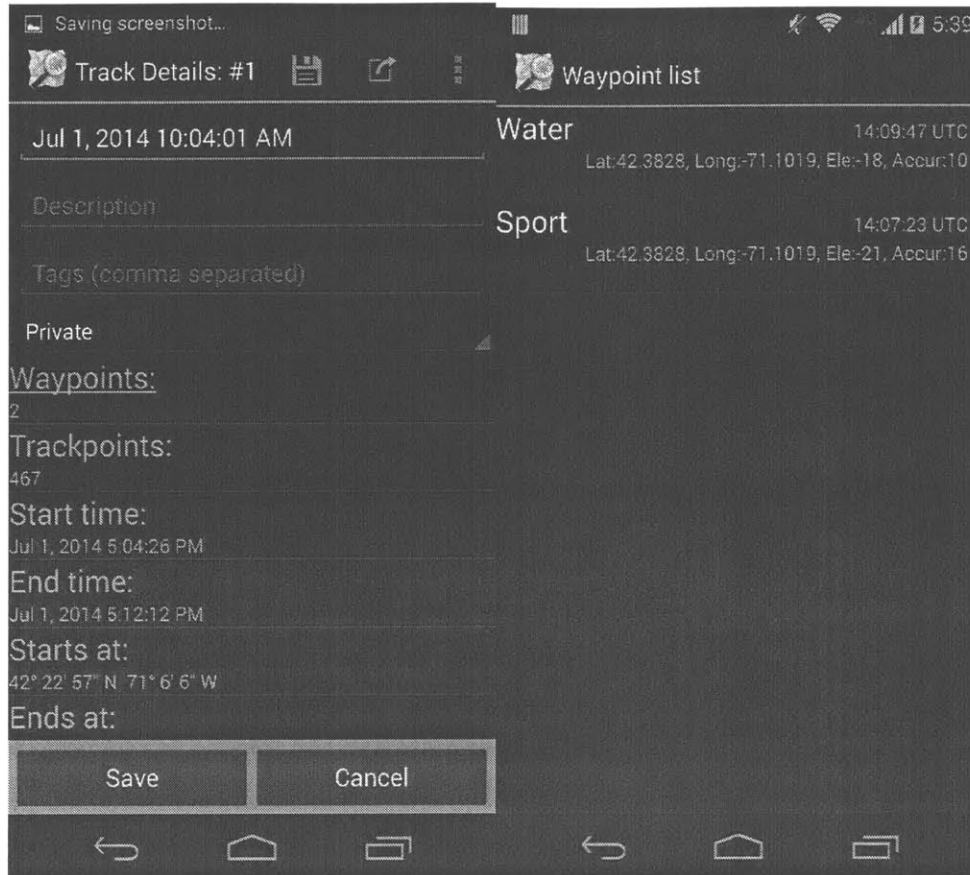 Saving screenshot...
Track Details: #1
Jul 1, 2014 10:04:01 AM
Description
Tags (comma separated)
Private
Waypoints:
2
Trackpoints:
467
Start time:
Jul 1, 2014 5:04:26 PM
End time:
Jul 1, 2014 5:12:12 PM
Starts at:
42° 22' 57" N 71° 6' 6" W
Ends at:
Save
Cancel
5:39
Waypoint list
Water
14:09:47 UTC
Lat:42.3828, Long:-71.1019, Ele:-18, Accur:10
Sport
14:07:23 UTC
Lat:42.3828, Long:-71.1019, Ele:-21, Accur:16